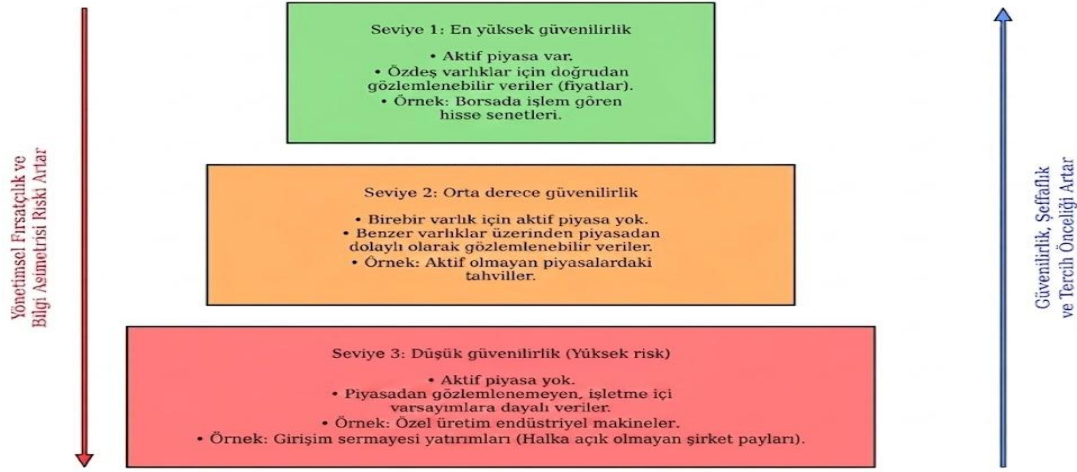 Seviye 1: En yüksek güvenilirlik
• Aktif piyasa var.
• Özdeş varlıklar için doğrudan
gözlemlenebilir veriler (fiyatlar).
• Örnek: Borsada işlem gören
hisse senetleri.
Seviye 2: Orta derece güvenilirlik
• Birebir varlık için aktif piyasa yok.
• Benzer varlıklar üzerinden piyasadan
dolaylı olarak gözlemlenebilir veriler.
• Örnek: Aktif olmayan piyasalardaki
tahviller.
Seviye 3: Düşük güvenilirlik (Yüksek risk)
• Aktif piyasa yok.
• Piyasadan gözlemlenemeyen, işletme içi
varsayımlara dayalı veriler.
• Örnek: Özel üretim endüstriyel makineler.
• Örnek: Girişim sermayesi yatırımları (Halka açık olmayan şirket payları).
Yönetimsel Fırsatçılık ve
Bilgi Asimetrisi Riski Artar
Güvenilirlik, Şeffaflık
ve Tercih Önceliği Artar